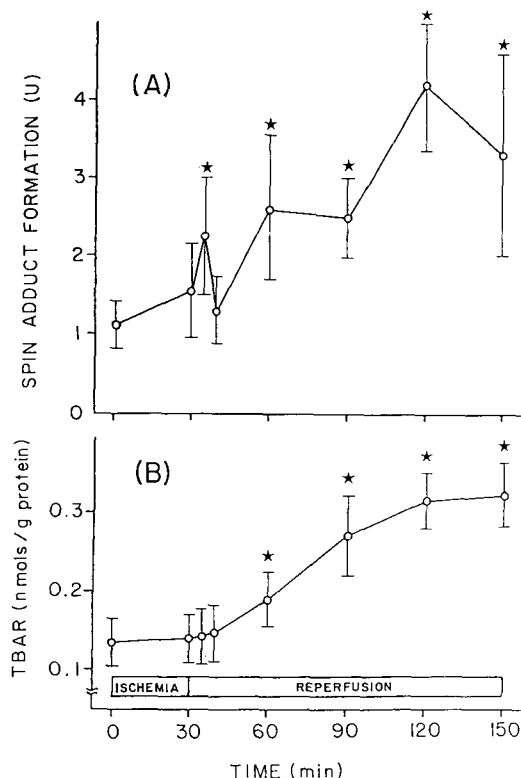 (A)
SPIN ADDUCT FORMATION (U)
4
3
2
1
0
★
★
★
★
★
(B)
TBAR (nmols/g protein)
0.3
0.2
0.1
★
★
★
★
ISCHEMIA
REPERFUSION
0 30 60 90 120 150
TIME (min)